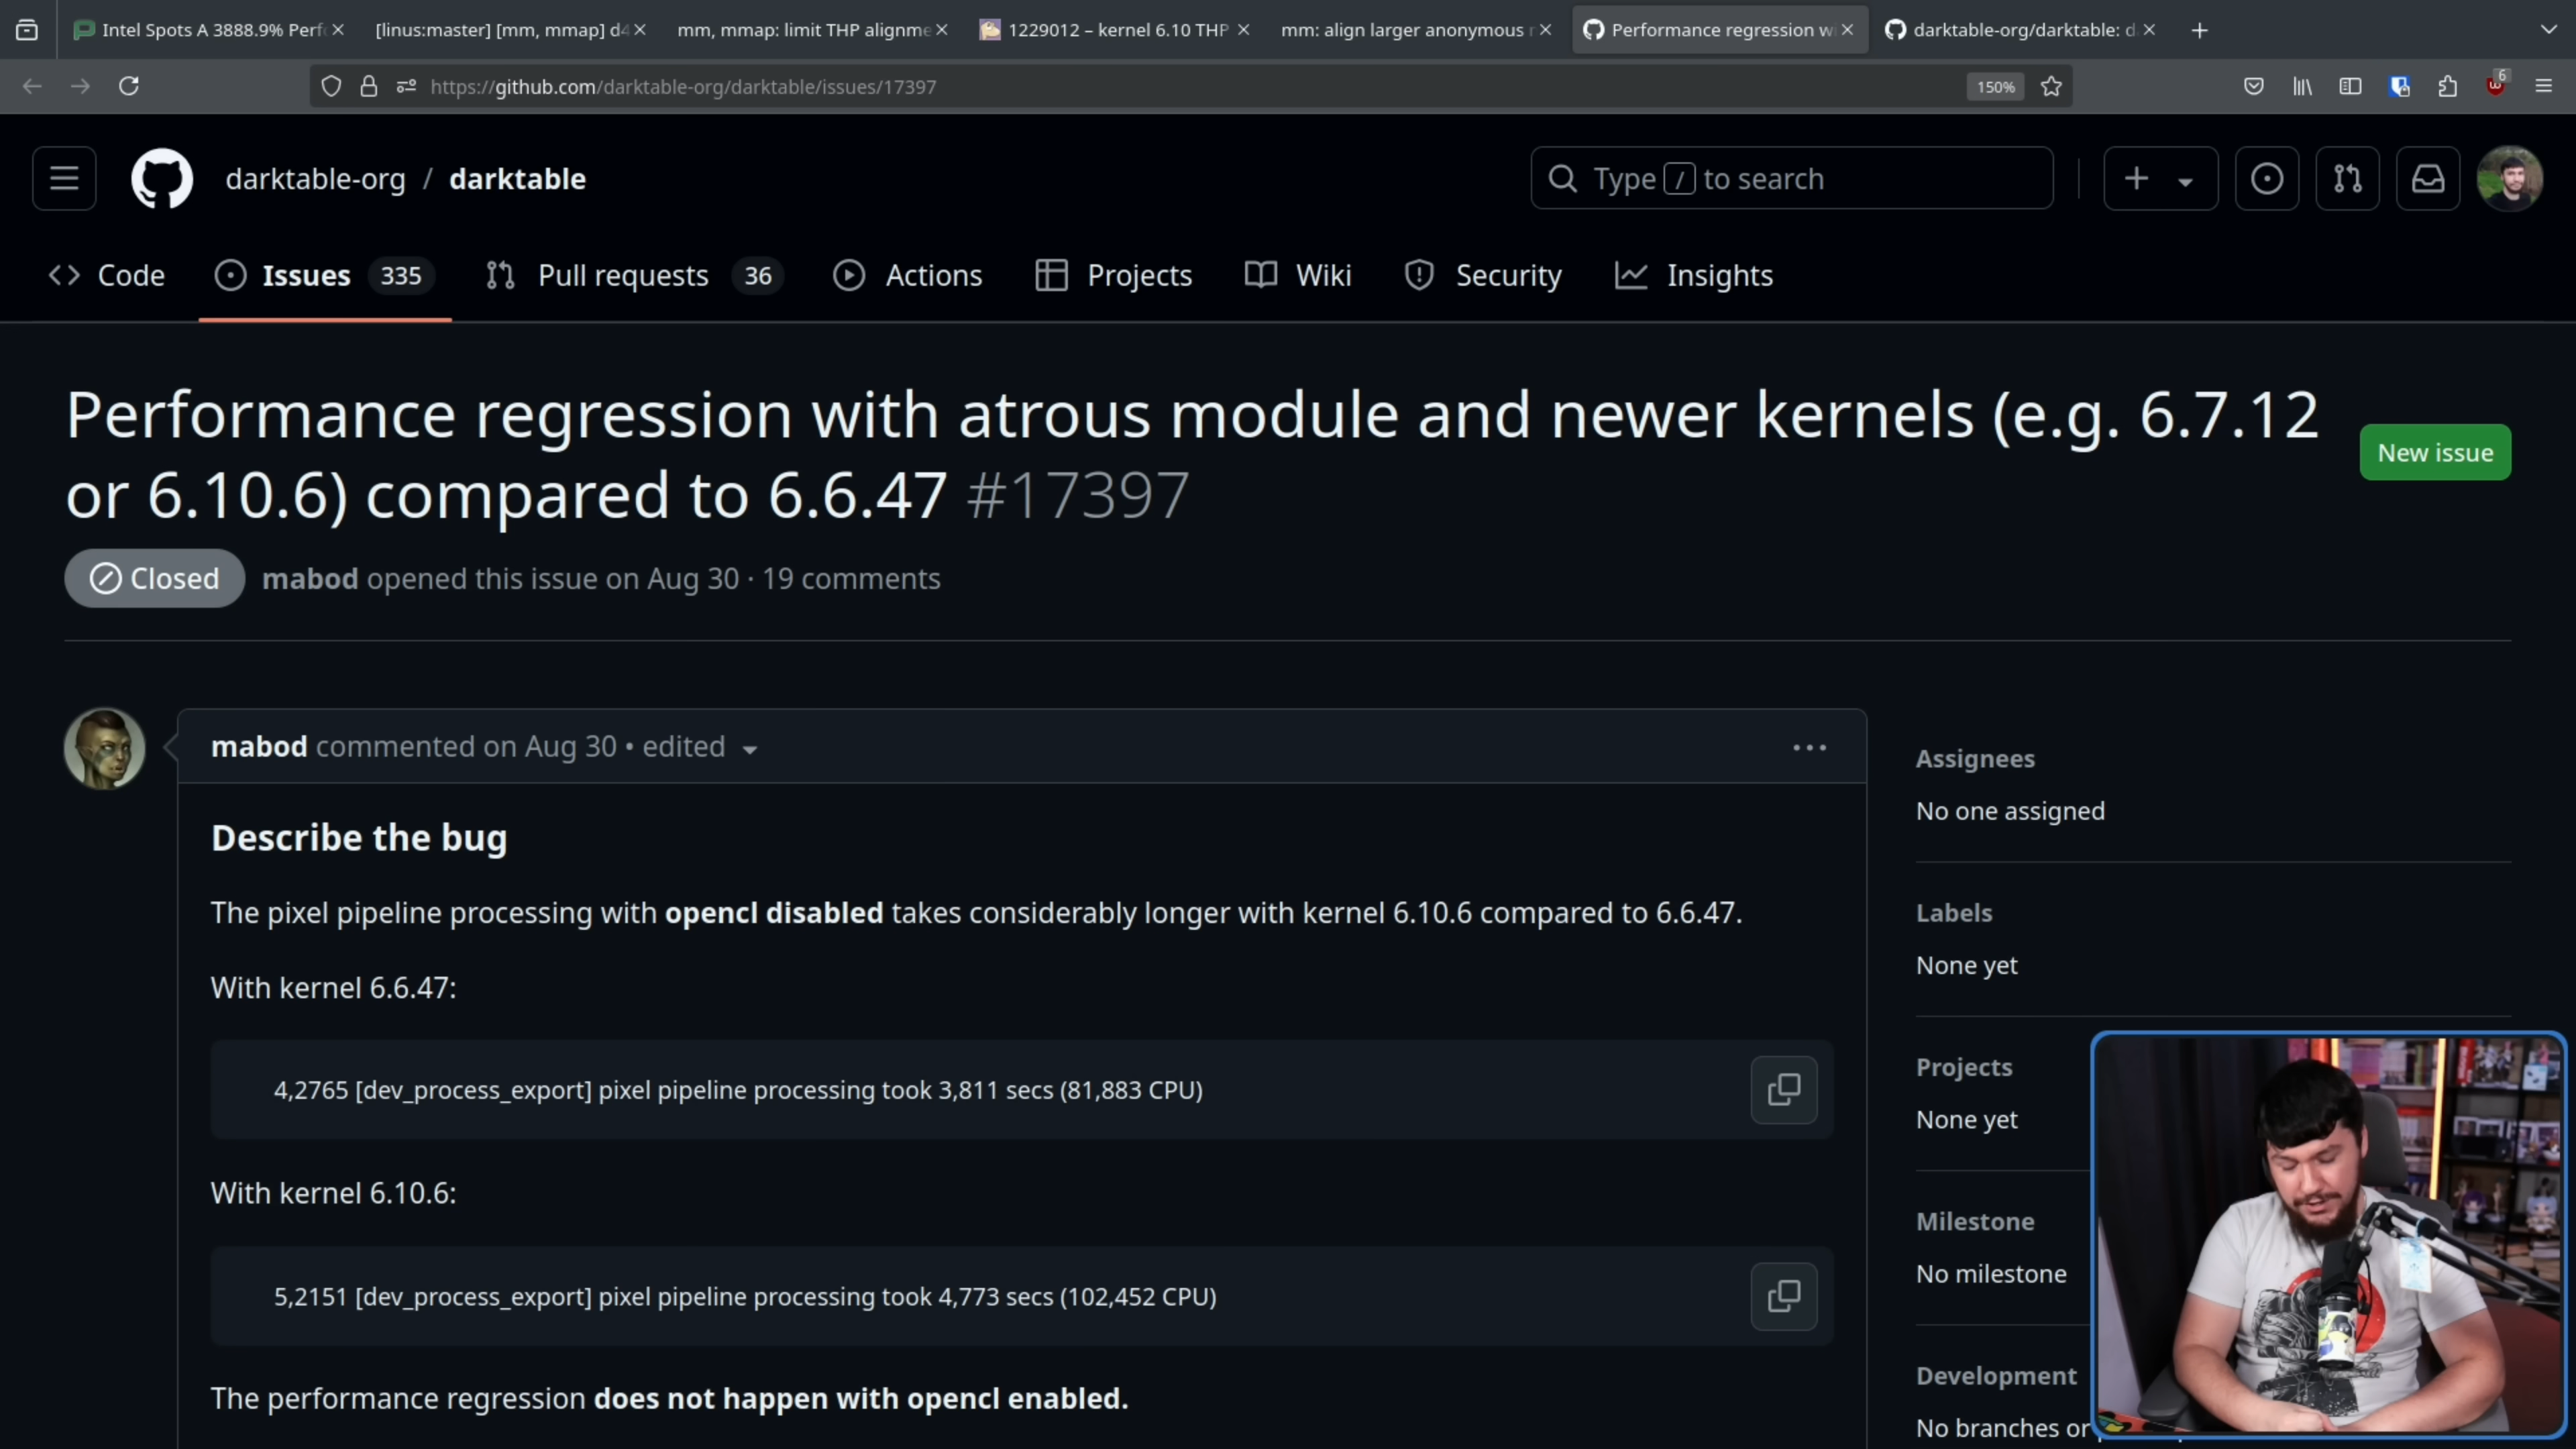 Intel Spots A 3888.9% Perf
[linus:master] [mm, mmap] d4
mm, mmap: limit THP alignme
1229012 – kernel 6.10 THP
mm: align larger anonymous r
Performance regression wi
darktable-org/darktable: d
https://github.com/darktable-org/darktable/issues/17397
150%
6
darktable-org / darktable
Type / to search
Code
Issues 335
Pull requests 36
Actions
Projects
Wiki
Security
Insights
Performance regression with atrous module and newer kernels (e.g. 6.7.12
or 6.10.6) compared to 6.6.47 #17397
New issue
Closed
mabod opened this issue on Aug 30 · 19 comments
mabod commented on Aug 30 • edited
Describe the bug
The pixel pipeline processing with opencl disabled takes considerably longer with kernel 6.10.6 compared to 6.6.47.
With kernel 6.6.47:
4,2765 [dev_process_export] pixel pipeline processing took 3,811 secs (81,883 CPU)
With kernel 6.10.6:
5,2151 [dev_process_export] pixel pipeline processing took 4,773 secs (102,452 CPU)
The performance regression does not happen with opencl enabled.
Assignees
No one assigned
Labels
None yet
Projects
None yet
Milestone
No milestone
Development
No branches or